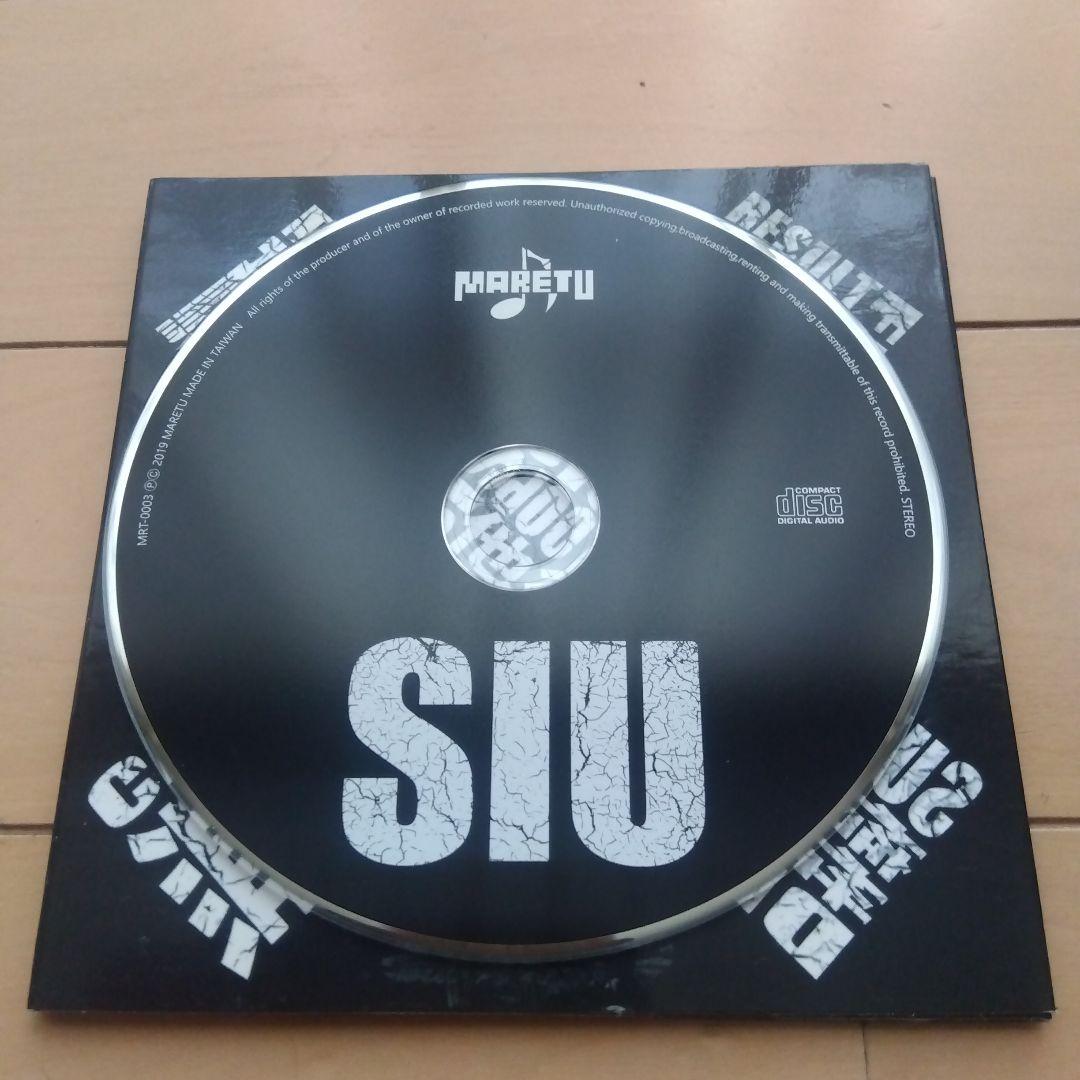 MARETU
MRT-0003 ℗© 2019 MARETU MADE IN TAIWAN All rights of the producer and of the owner of recorded work reserved. Unauthorized copying,broadcasting,renting and making transmittable of this record prohibited. STEREO
COMPACT
disc
DIGITAL AUDIO
SIU